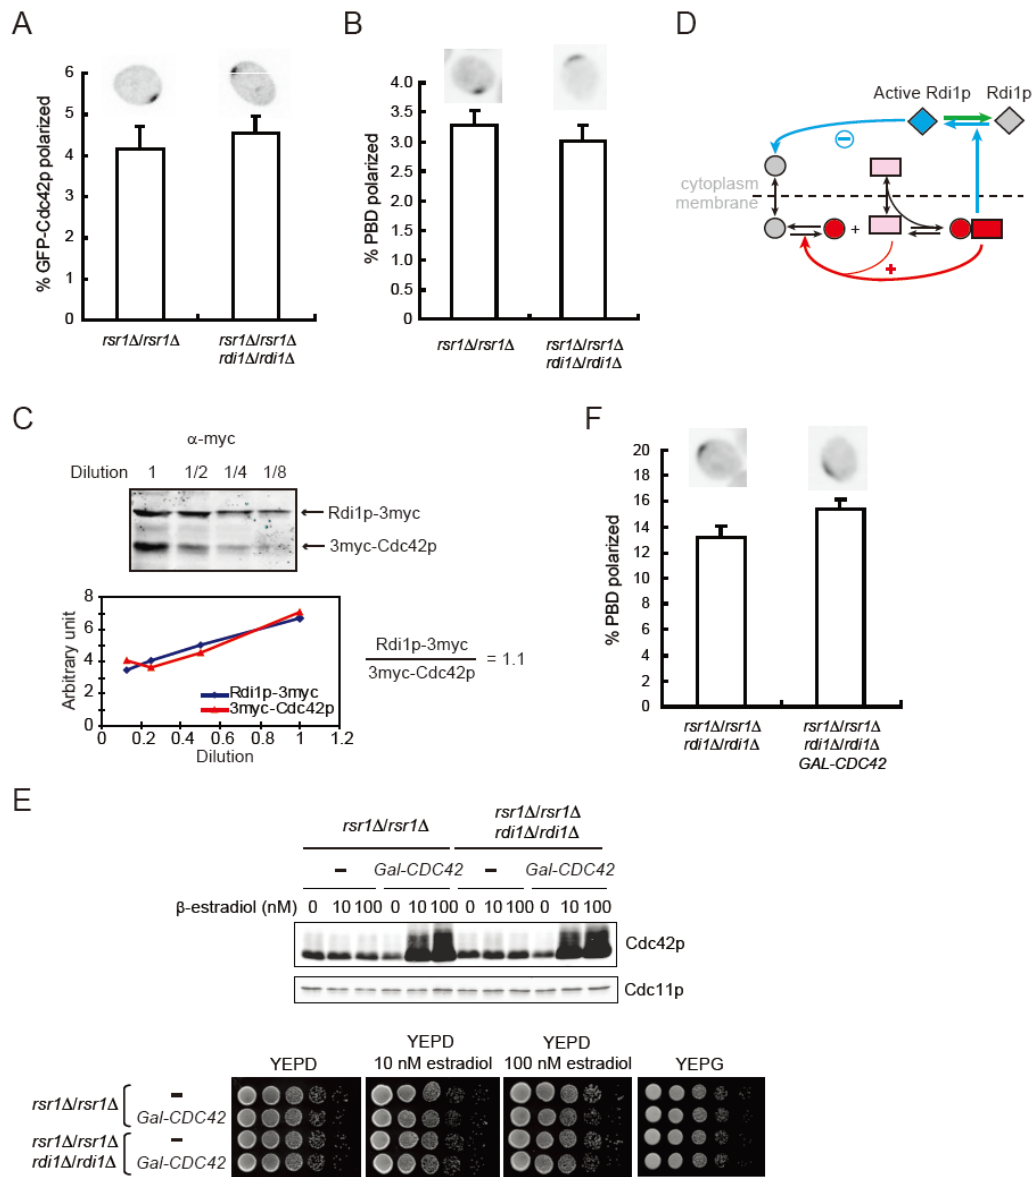 A
% GFP-Cdc42p polarized
6
5
4
3
2
1
0
rsr1Δ/rsr1Δ
rsr1Δ/rsr1Δ
rdi1Δ/rdi1Δ
B
% PBD polarized
4.0
3.5
3.0
2.5
2.0
1.5
1.0
0.5
0.0
rsr1Δ/rsr1Δ
rsr1Δ/rsr1Δ
rdi1Δ/rdi1Δ
D
Active Rdi1p
Rdi1p
−
cytoplasm
membrane
+
+
C
α-myc
Dilution 1 1/2 1/4 1/8
Rdi1p-3myc
3myc-Cdc42p
Arbitrary unit
8
6
4
2
0
0 0.2 0.4 0.6 0.8 1 1.2
Dilution
Rdi1p-3myc
3myc-Cdc42p
Rdi1p-3myc
3myc-Cdc42p
= 1.1
F
% PBD polarized
20
18
16
14
12
10
8
6
4
2
0
rsr1Δ/rsr1Δ
rdi1Δ/rdi1Δ
rsr1Δ/rsr1Δ
rdi1Δ/rdi1Δ
GAL-CDC42
E
rsr1Δ/rsr1Δ
rsr1Δ/rsr1Δ
rdi1Δ/rdi1Δ
– Gal-CDC42 – Gal-CDC42
β-estradiol (nM) 0 10 100 0 10 100 0 10 100 0 10 100
Cdc42p
Cdc11p
YEPD
YEPD
10 nM estradiol
YEPD
100 nM estradiol
YEPG
rsr1Δ/rsr1Δ
–
Gal-CDC42
rsr1Δ/rsr1Δ
rdi1Δ/rdi1Δ
–
Gal-CDC42